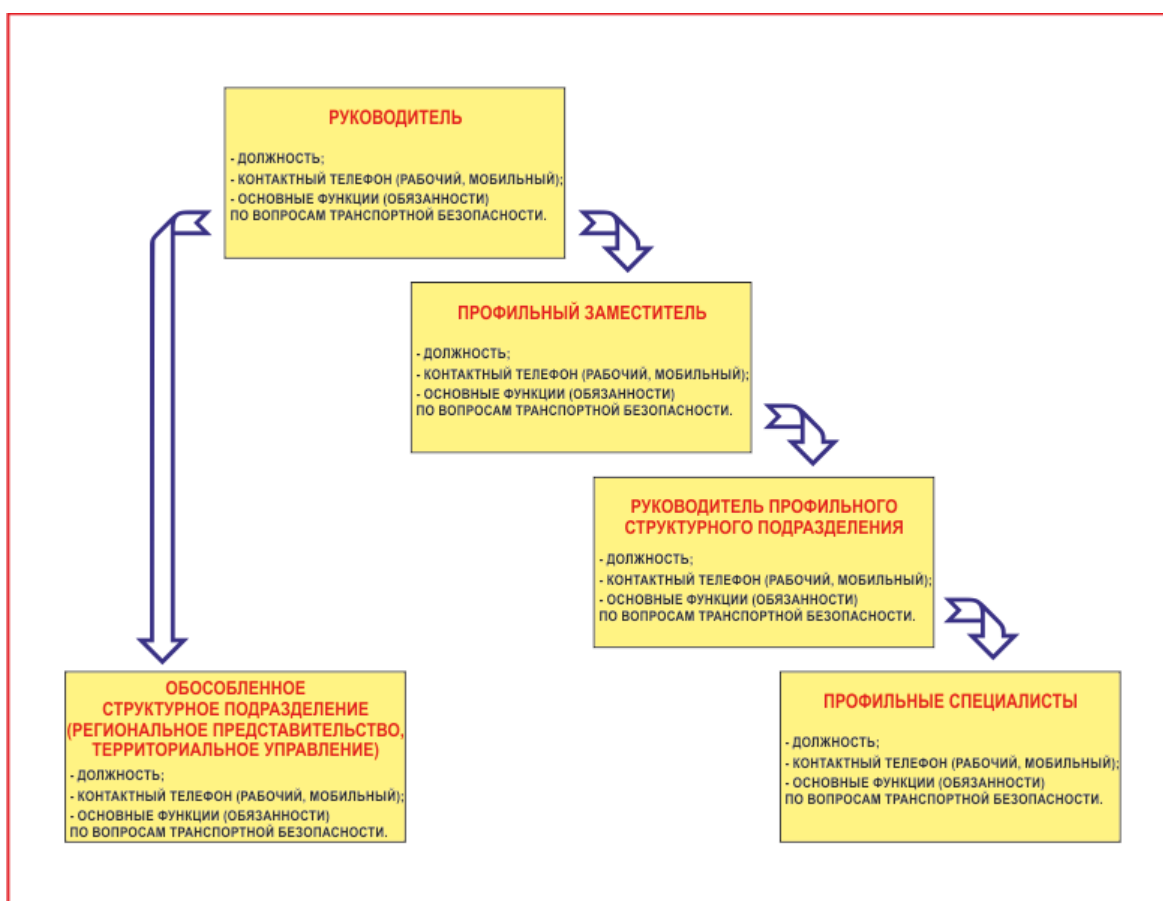 РУКОВОДИТЕЛЬ
- ДОЛЖНОСТЬ;
- КОНТАКТНЫЙ ТЕЛЕФОН (РАБОЧИЙ, МОБИЛЬНЫЙ);
- ОСНОВНЫЕ ФУНКЦИИ (ОБЯЗАННОСТИ)
ПО ВОПРОСАМ ТРАНСПОРТНОЙ БЕЗОПАСНОСТИ.
ПРОФИЛЬНЫЙ ЗАМЕСТИТЕЛЬ
- ДОЛЖНОСТЬ;
- КОНТАКТНЫЙ ТЕЛЕФОН (РАБОЧИЙ, МОБИЛЬНЫЙ);
- ОСНОВНЫЕ ФУНКЦИИ (ОБЯЗАННОСТИ)
ПО ВОПРОСАМ ТРАНСПОРТНОЙ БЕЗОПАСНОСТИ.
РУКОВОДИТЕЛЬ ПРОФИЛЬНОГО
СТРУКТУРНОГО ПОДРАЗДЕЛЕНИЯ
- ДОЛЖНОСТЬ;
- КОНТАКТНЫЙ ТЕЛЕФОН (РАБОЧИЙ, МОБИЛЬНЫЙ);
- ОСНОВНЫЕ ФУНКЦИИ (ОБЯЗАННОСТИ)
ПО ВОПРОСАМ ТРАНСПОРТНОЙ БЕЗОПАСНОСТИ.
ОБОСОБЛЕННОЕ
СТРУКТУРНОЕ ПОДРАЗДЕЛЕНИЕ
(РЕГИОНАЛЬНОЕ ПРЕДСТАВИТЕЛЬСТВО,
ТЕРРИТОРИАЛЬНОЕ УПРАВЛЕНИЕ)
- ДОЛЖНОСТЬ;
- КОНТАКТНЫЙ ТЕЛЕФОН (РАБОЧИЙ, МОБИЛЬНЫЙ);
- ОСНОВНЫЕ ФУНКЦИИ (ОБЯЗАННОСТИ)
ПО ВОПРОСАМ ТРАНСПОРТНОЙ БЕЗОПАСНОСТИ.
ПРОФИЛЬНЫЕ СПЕЦИАЛИСТЫ
- ДОЛЖНОСТЬ;
- КОНТАКТНЫЙ ТЕЛЕФОН (РАБОЧИЙ, МОБИЛЬНЫЙ);
- ОСНОВНЫЕ ФУНКЦИИ (ОБЯЗАННОСТИ)
ПО ВОПРОСАМ ТРАНСПОРТНОЙ БЕЗОПАСНОСТИ.